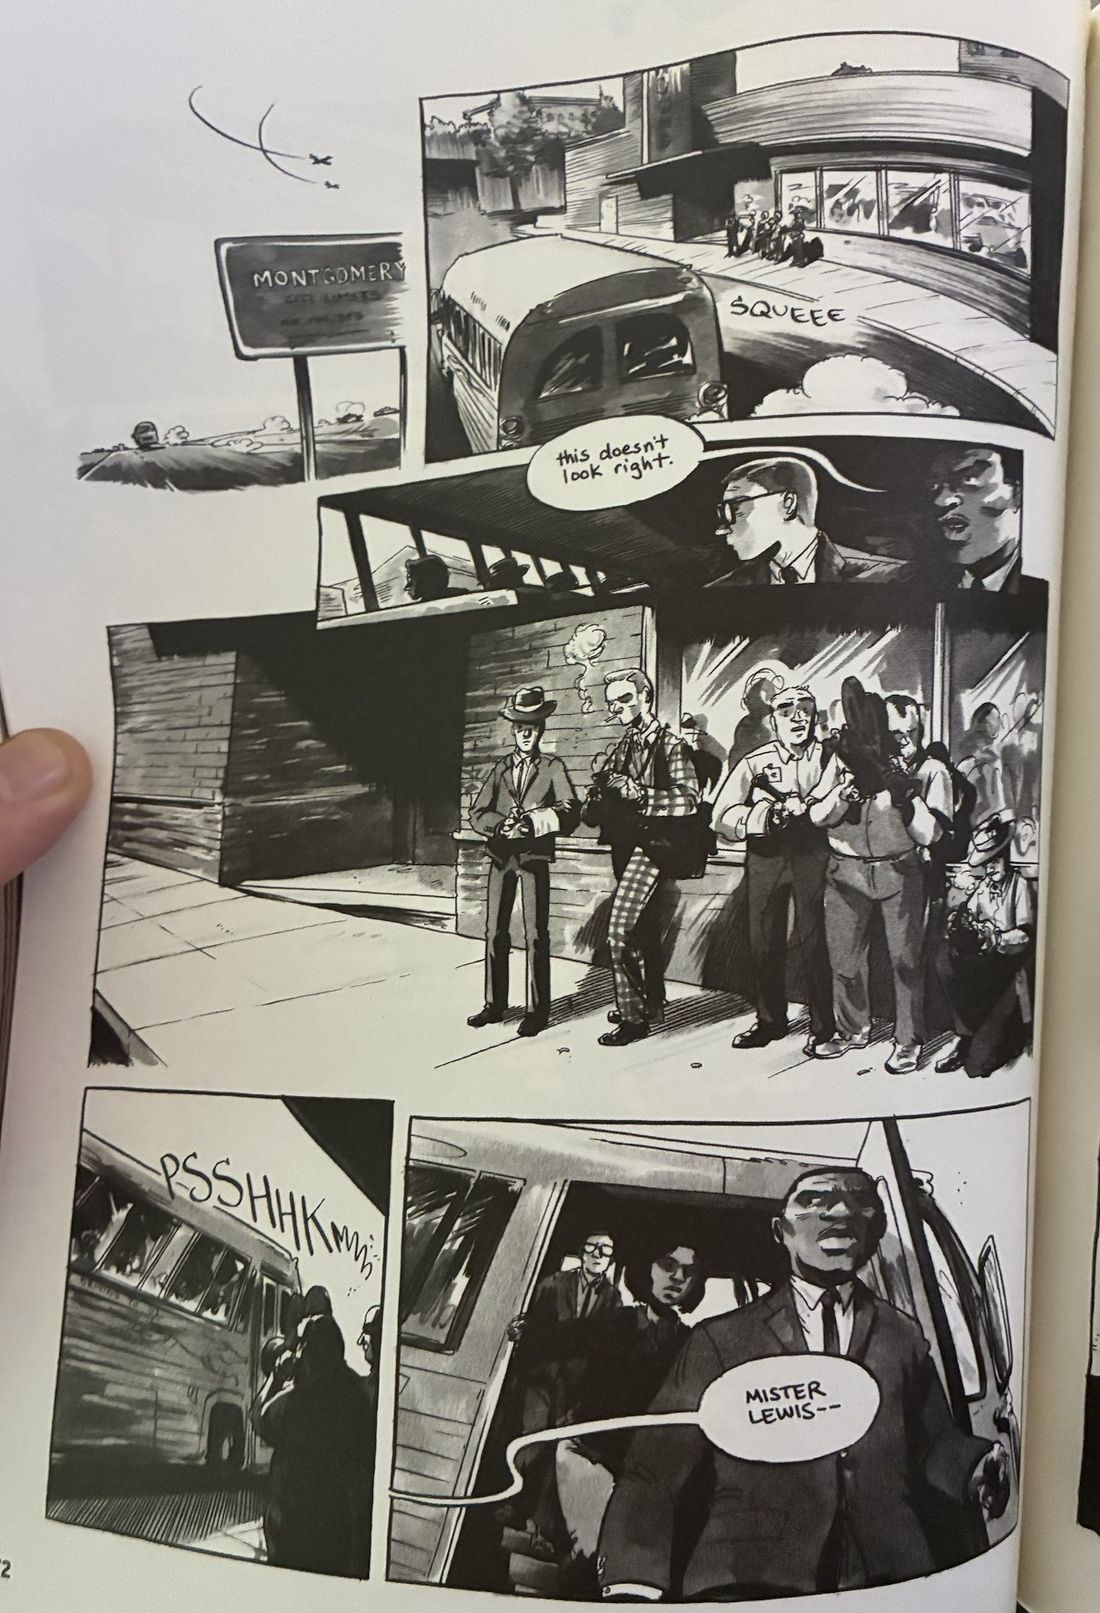 MONTGOMERY
CITY LIMITS
SQUEEE
this doesn't
look right.
PSSHHK
MISTER
LEWIS--